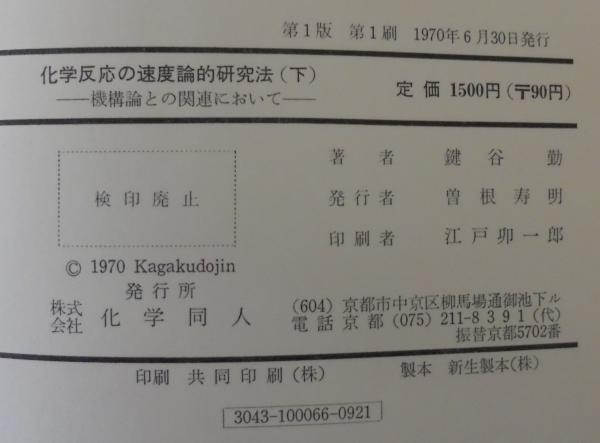 第1版 第1刷 1970年6月30日発行
化学反応の速度論的研究法(下)
——機構論との関連において——
定価 1500円(〒90円)
検印廃止
著者 鍵谷 勤
発行者 曽根寿明
印刷者 江戸卯一郎
© 1970 Kagakudojin
発行所
株式会社 化学同人
(604) 京都市中京区柳馬場通御池下ル
電話京都 (075) 211-8391(代)
振替京都5702番
印刷 共同印刷(株) 製本 新生製本(株)
3043-100066-0921